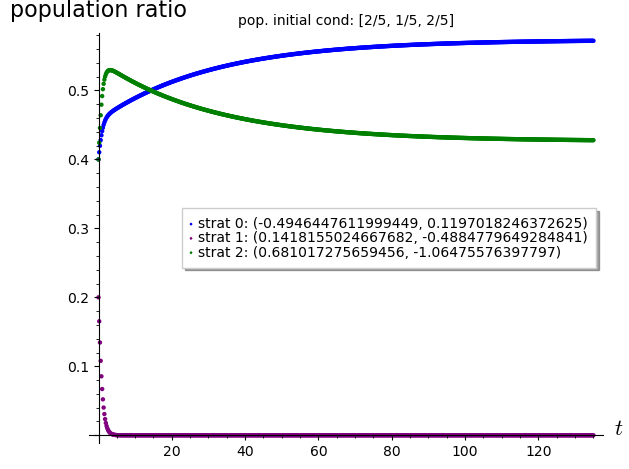 population ratio
pop. initial cond: [2/5, 1/5, 2/5]
0.5
0.4
0.3
strat 0: (-0.4946447611999449, 0.1197018246372625)
strat 1: (0.1418155024667682, -0.4884779649284841)
strat 2: (0.681017275659456, -1.06475576397797)
0.2
0.1
20 40 60 80 100 120
t